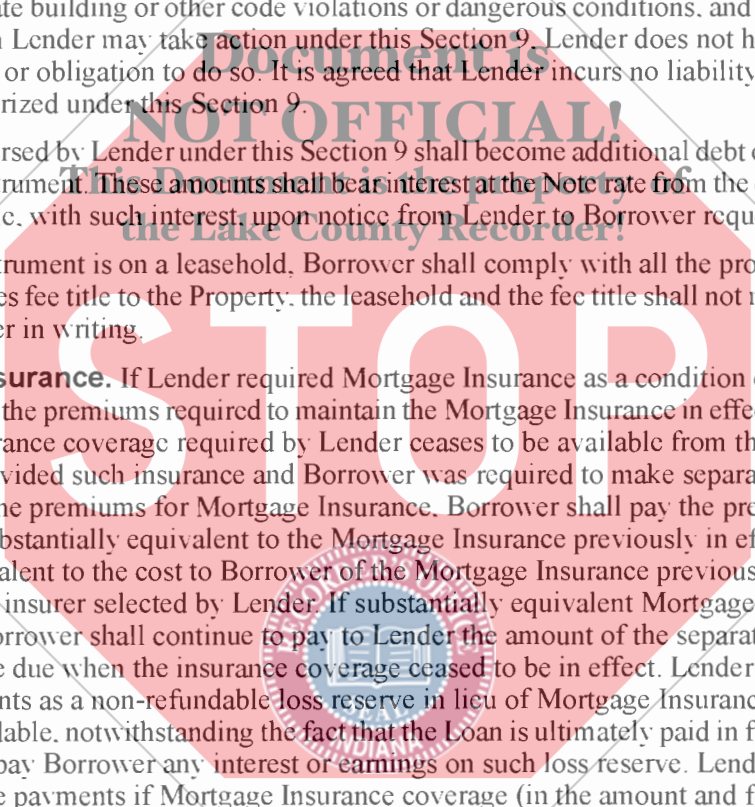 ate building or other code violations or dangerous conditions, and
Lender may take action under this Section 9, Lender does not h
or obligation to do so. It is agreed that Lender incurs no liability
rized under this Section 9.
Document is
NOT OFFICIAL!
This Document is the property of
the Lake County Recorder!
rsed by Lender under this Section 9 shall become additional debt
trument. These amounts shall bear interest at the Note rate from the
e, with such interest, upon notice from Lender to Borrower requ
trument is on a leasehold, Borrower shall comply with all the pro
es fee title to the Property, the leasehold and the fee title shall not
er in writing.
STOP
surance. If Lender required Mortgage Insurance as a condition
the premiums required to maintain the Mortgage Insurance in effe
rance coverage required by Lender ceases to be available from th
vided such insurance and Borrower was required to make separa
he premiums for Mortgage Insurance, Borrower shall pay the pre
bstantially equivalent to the Mortgage Insurance previously in ef
alent to the cost to Borrower of the Mortgage Insurance previous
insurer selected by Lender. If substantially equivalent Mortgage
orrower shall continue to pay to Lender the amount of the separat
e due when the insurance coverage ceased to be in effect. Lender
nts as a non-refundable loss reserve in lieu of Mortgage Insuranc
lable, notwithstanding the fact that the Loan is ultimately paid in f
pay Borrower any interest or earnings on such loss reserve. Lend
e payments if Mortgage Insurance coverage (in the amount and f
RECORDER'S OFFICE
SEAL
INDIANA